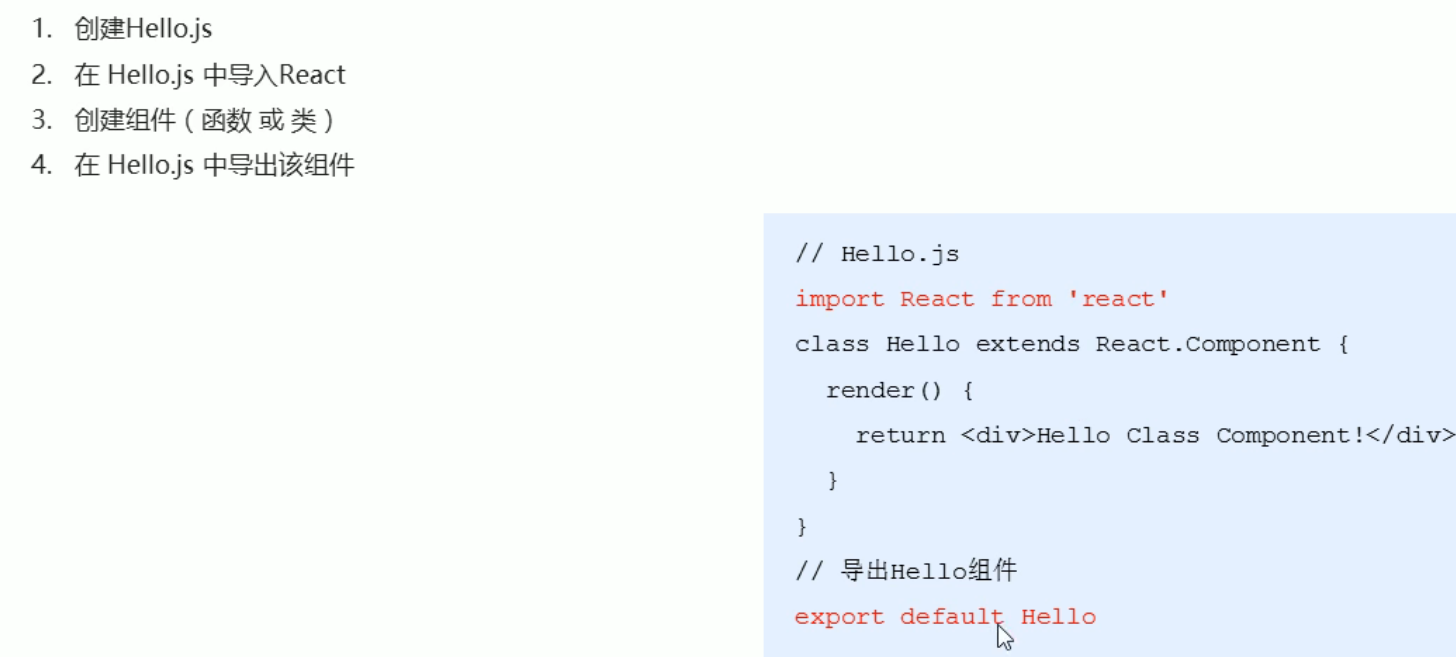 1. 创建Hello.js
2. 在 Hello.js 中导入React
3. 创建组件 ( 函数 或 类 )
4. 在 Hello.js 中导出该组件
// Hello.js
import React from 'react'
class Hello extends React.Component {
render() {
return <div>Hello Class Component!</div>
}
}
// 导出Hello组件
export default Hello